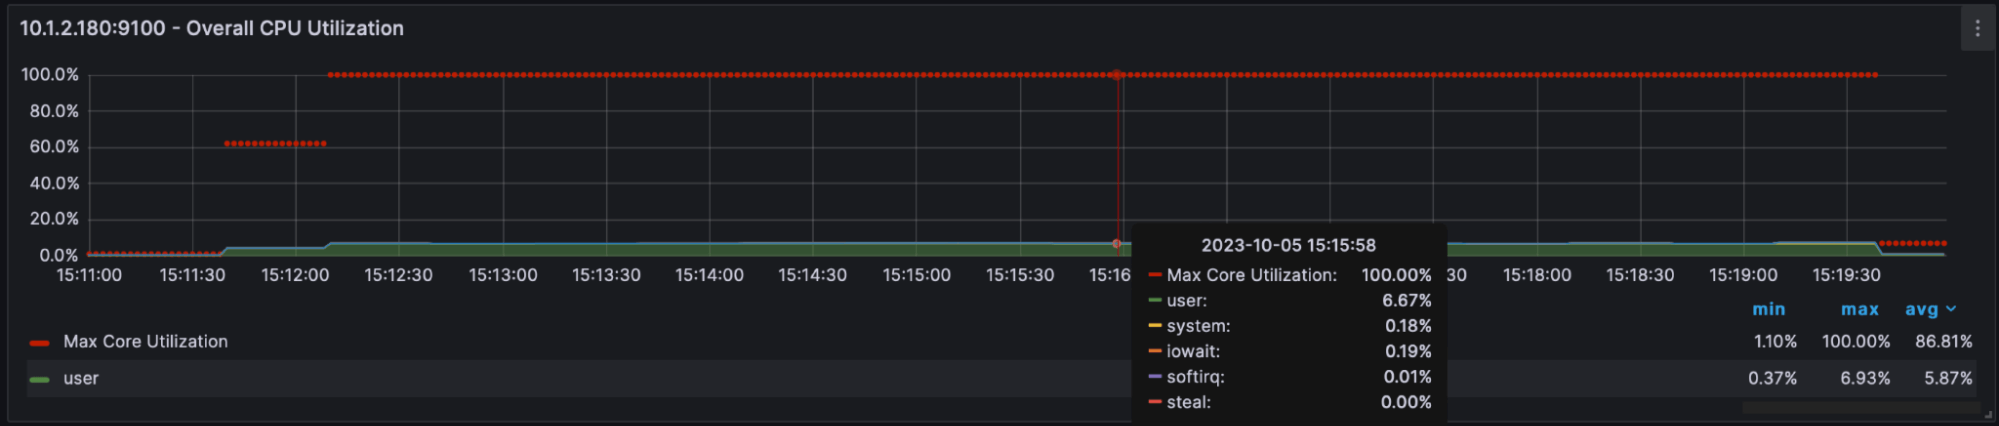 10.1.2.180:9100 - Overall CPU Utilization
100.0%
80.0%
60.0%
40.0%
20.0%
0.0%
15:11:00 15:11:30 15:12:00 15:12:30 15:13:00 15:13:30 15:14:00 15:14:30 15:15:00 15:15:30 15:16 30 15:18:00 15:18:30 15:19:00 15:19:30
2023-10-05 15:15:58
Max Core Utilization: 100.00%
user: 6.67%
system: 0.18%
iowait: 0.19%
softirq: 0.01%
steal: 0.00%
min max avg
Max Core Utilization 1.10% 100.00% 86.81%
user 0.37% 6.93% 5.87%